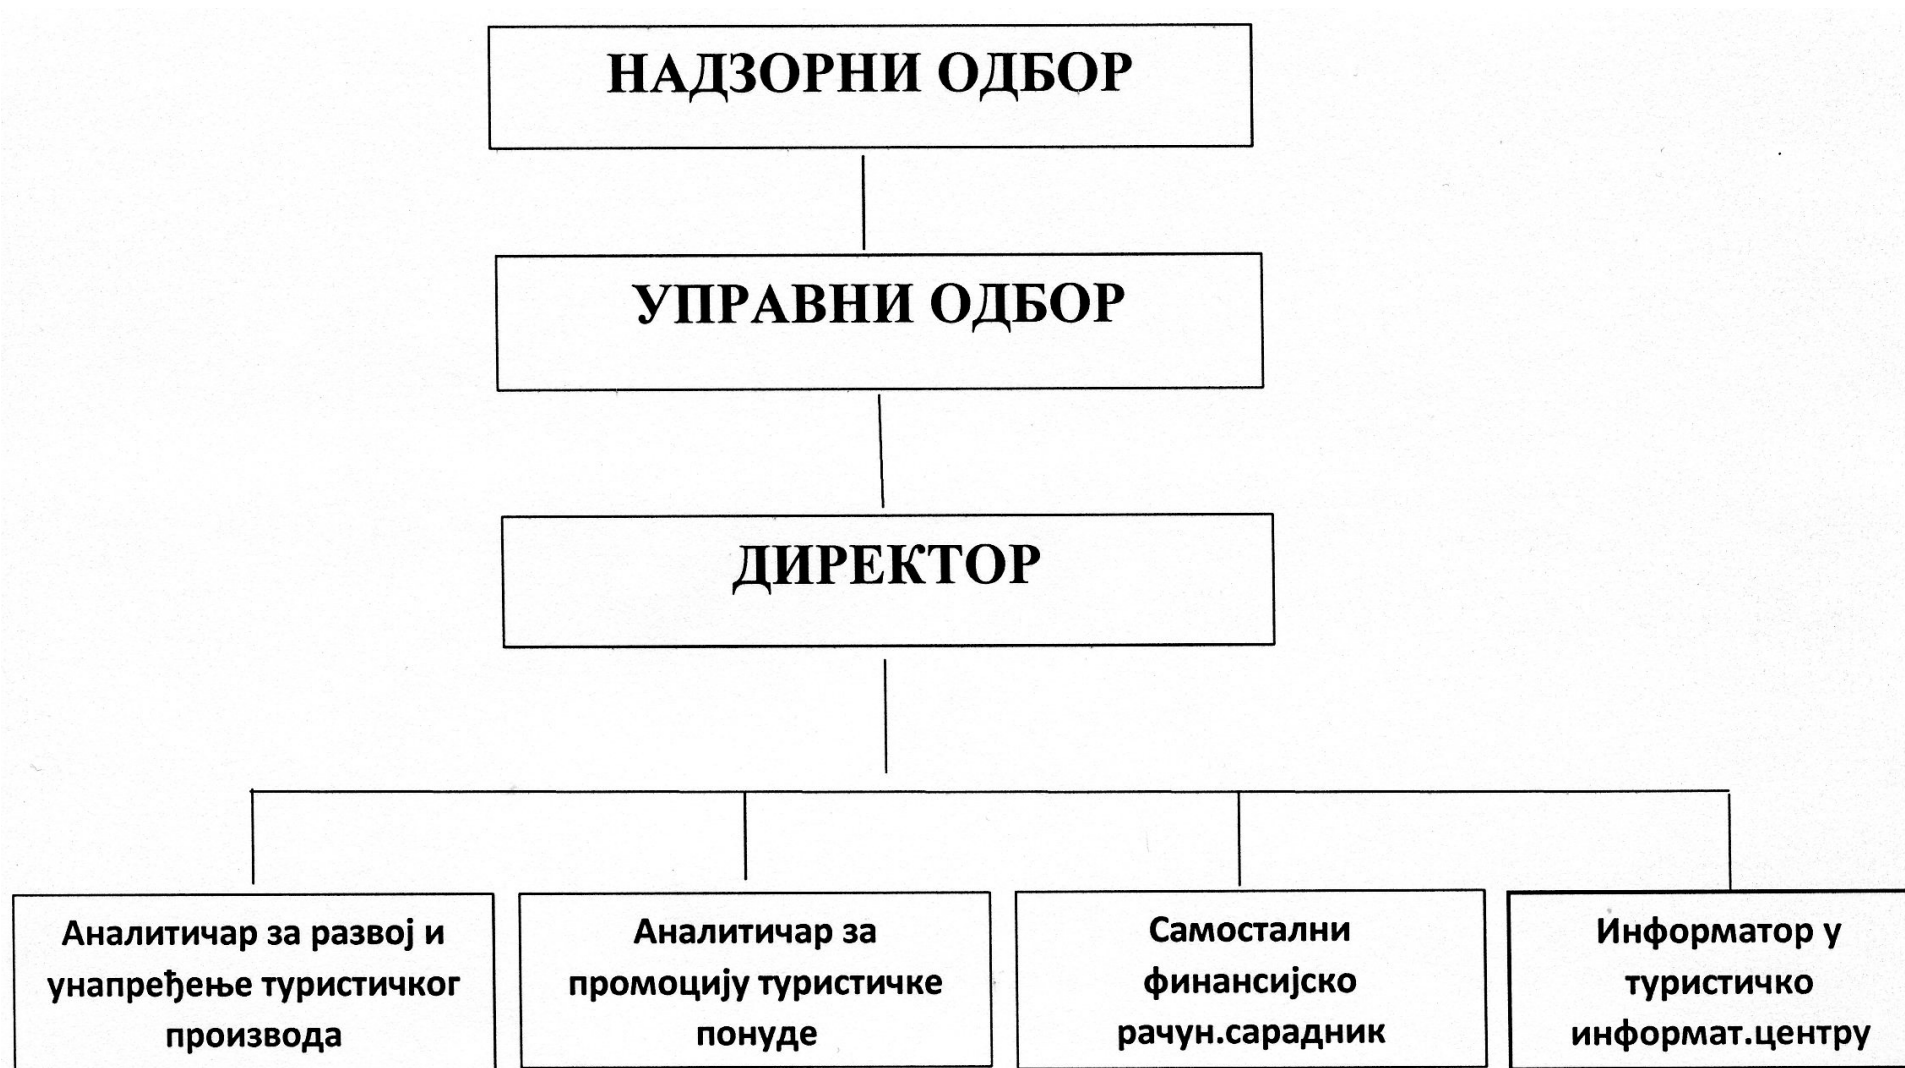 НАДЗОРНИ ОДБОР
УПРАВНИ ОДБОР
ДИРЕКТОР
Аналитичар за развој и
унапређење туристичког
производа
Аналитичар за
промоцију туристичке
понуде
Самостални
финансијско
рачун.сарадник
Информатор у
туристичко
информат.центру